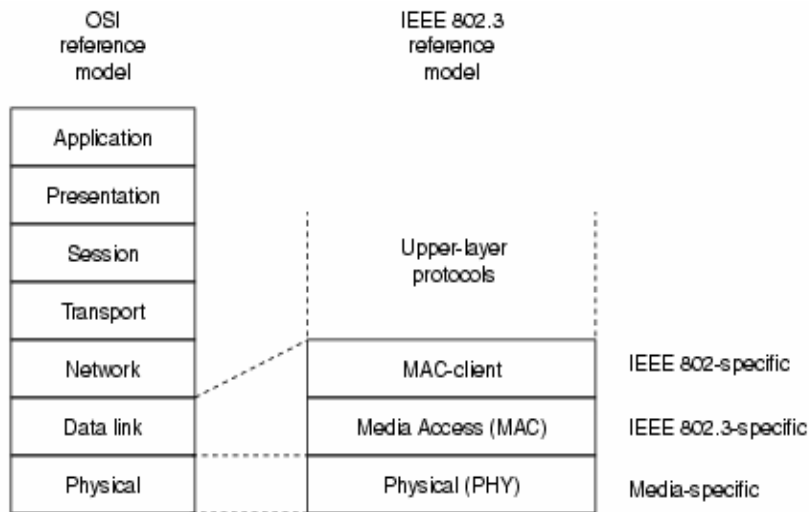 OSI
reference
model
IEEE 802.3
reference
model
Application
Presentation
Session
Transport
Network
Data link
Physical
Upper-layer
protocols
MAC-client
Media Access (MAC)
Physical (PHY)
IEEE 802-specific
IEEE 802.3-specific
Media-specific